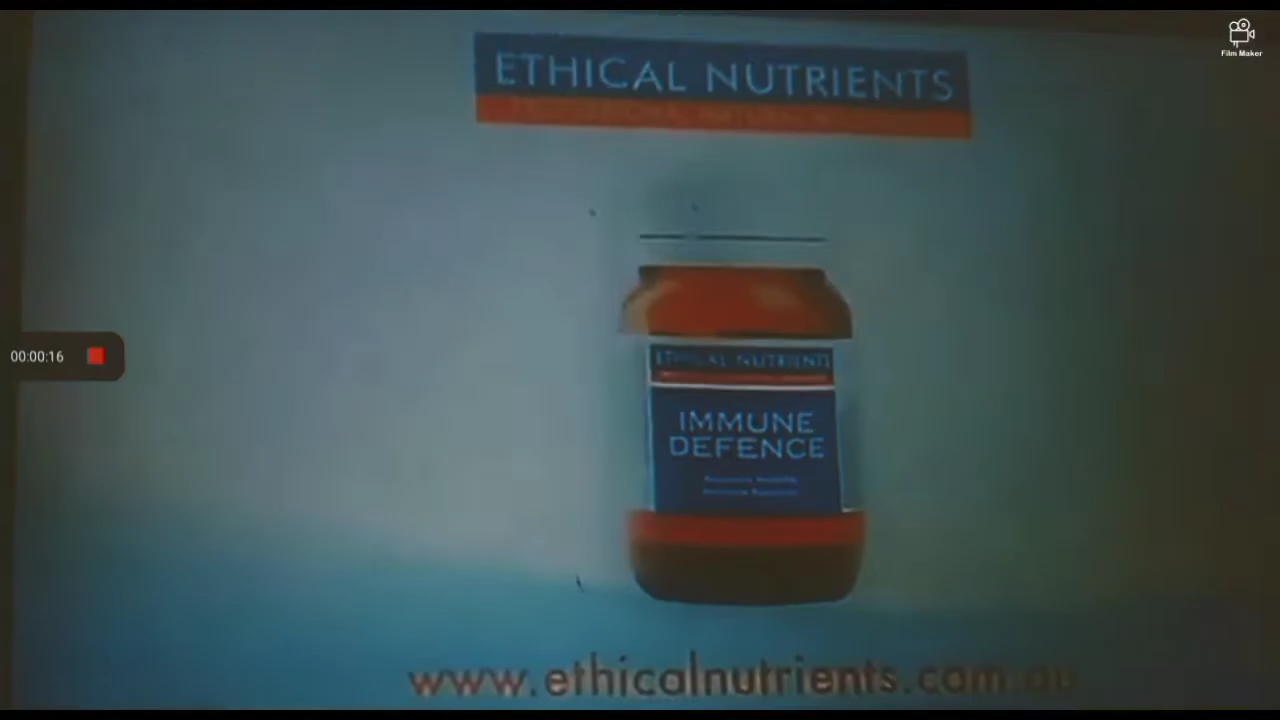 Film Maker
ETHICAL NUTRIENTS
00:00:16
ETHICAL NUTRIENTS
IMMUNE
DEFENCE
www.ethicalnutrients.com.au